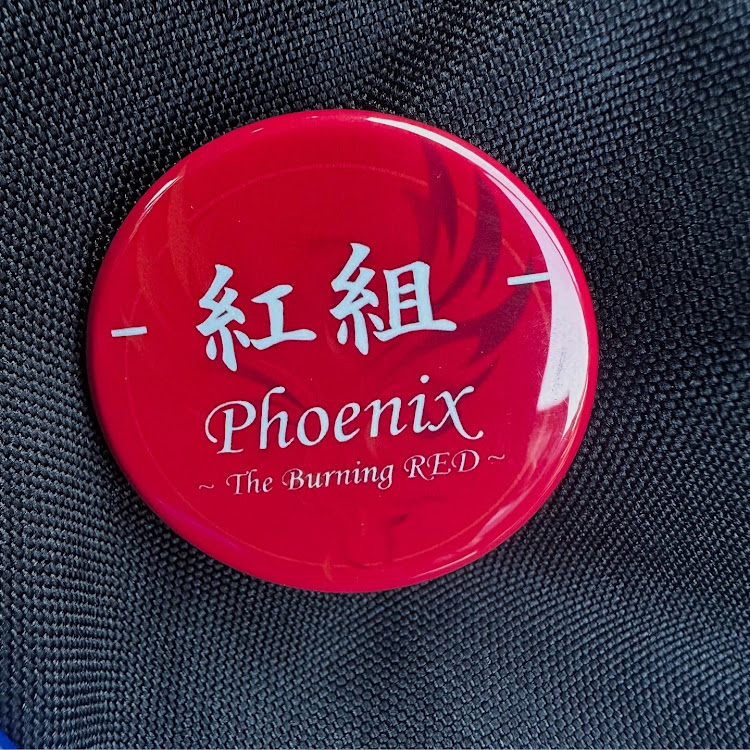 - 紅組 -
Phoenix
~ The Burning RED ~